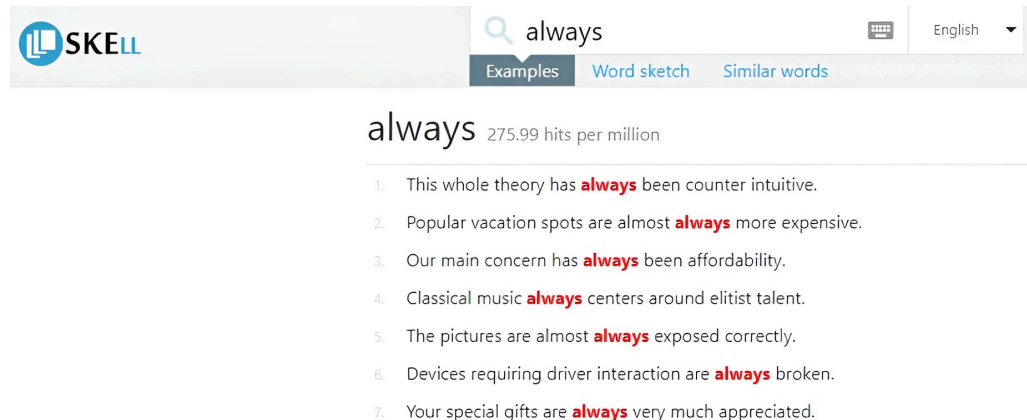 SKELL
always
English
Examples Word sketch Similar words
always 275.99 hits per million
1. This whole theory has always been counter intuitive.
2. Popular vacation spots are almost always more expensive.
3. Our main concern has always been affordability.
4. Classical music always centers around elitist talent.
5. The pictures are almost always exposed correctly.
6. Devices requiring driver interaction are always broken.
7. Your special gifts are always very much appreciated.